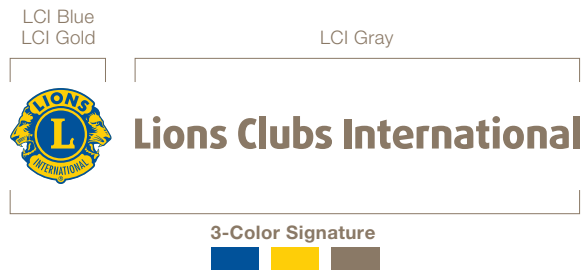 LCI Blue
LCI Gold
LCI Gray
LIONS
L
INTERNATIONAL
Lions Clubs International
3-Color Signature